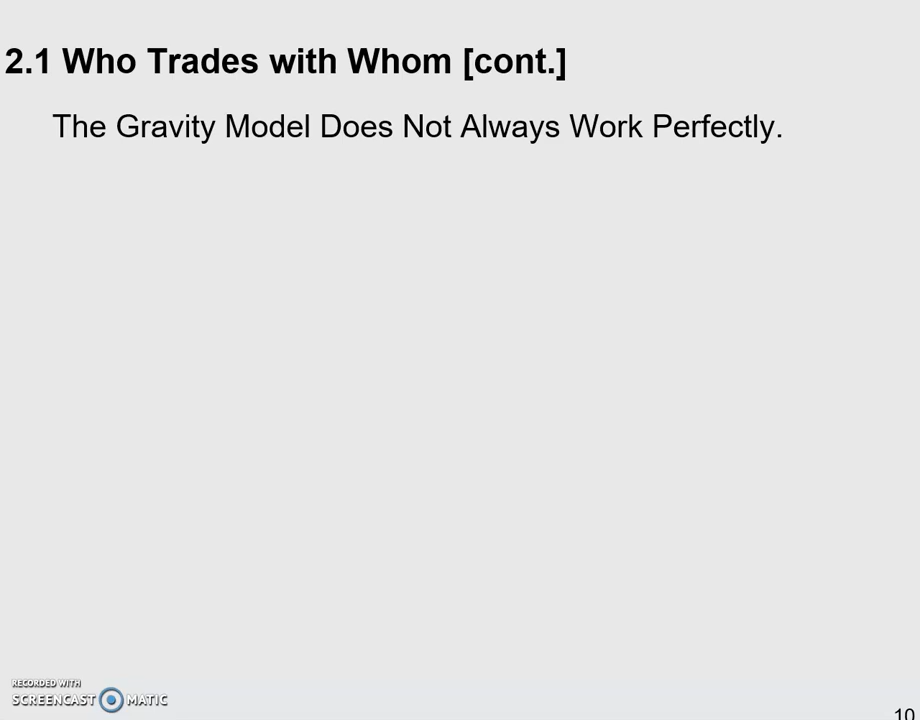 2.1 Who Trades with Whom [cont.]
The Gravity Model Does Not Always Work Perfectly.
RECORDED WITH
SCREENCAST MATIC
10